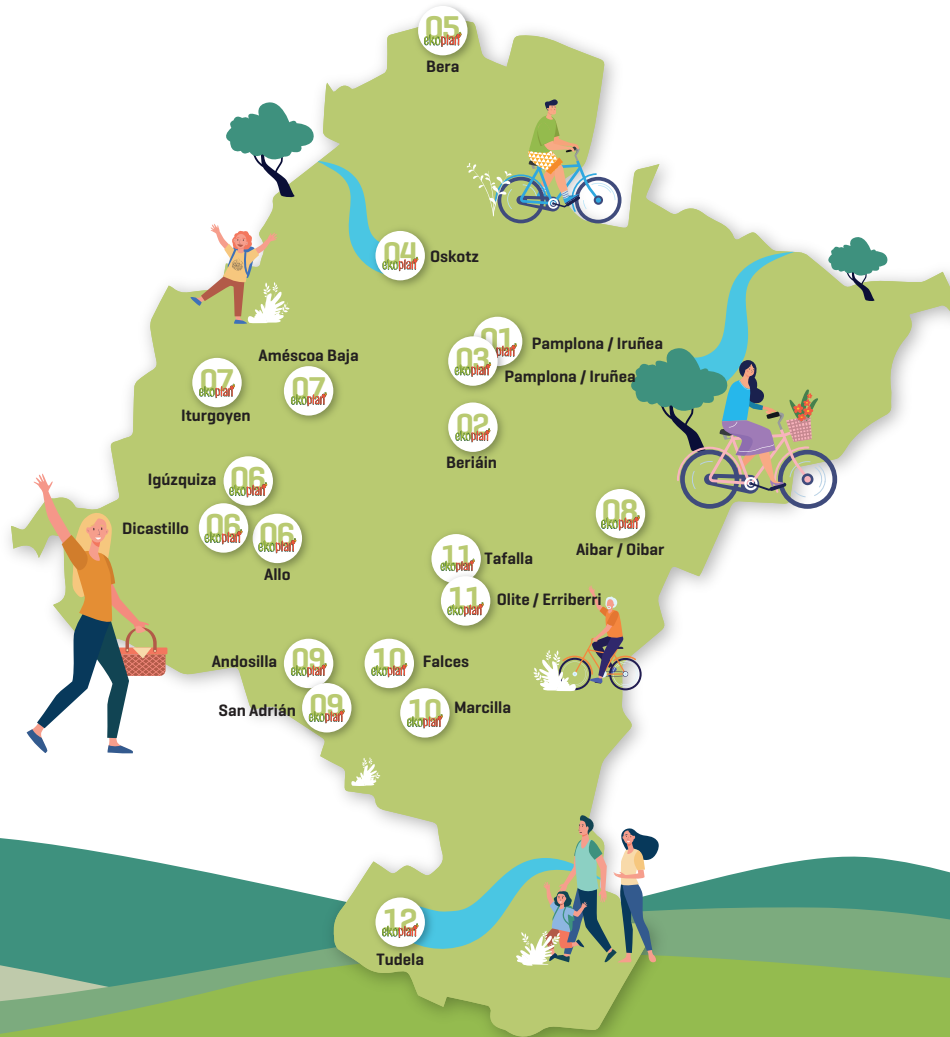 05
ekoplan
Bera
04
ekoplan
Oskotz
01
plan
Pamplona / Iruñea
03
ekoplan
Pamplona / Iruñea
Améscoa Baja
07
ekoplan
Iturgoyen
07
ekoplan
02
ekoplan
Beriáin
Igúzquiza
06
ekoplan
Dicastillo
06
ekoplan
06
ekoplan
Allo
08
ekoplan
Aibar / Oibar
11
ekoplan
Tafalla
11
ekoplan
Olite / Erriberri
Andosilla
09
ekoplan
10
ekoplan
Falces
San Adrián
09
ekoplan
10
ekoplan
Marcilla
12
ekoplan
Tudela